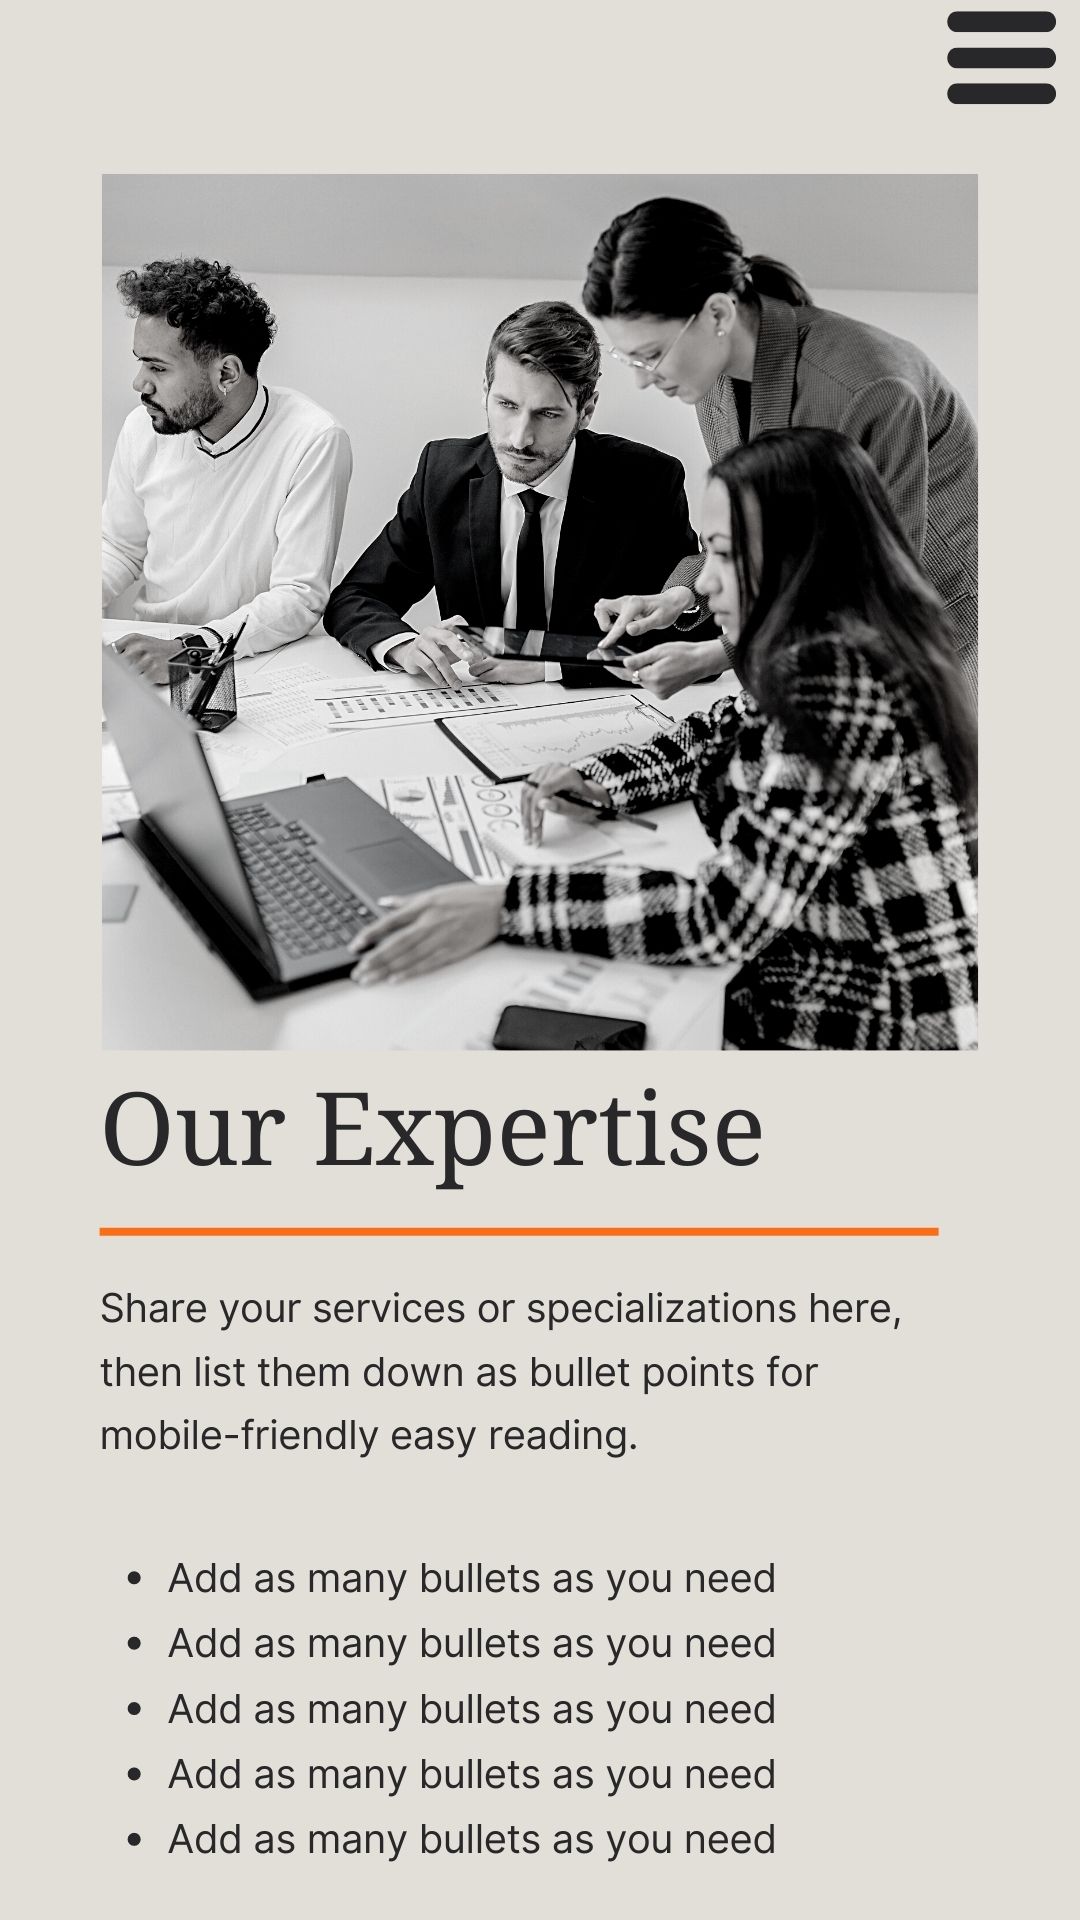 Our Expertise
Share your services or specializations here,
then list them down as bullet points for
mobile-friendly easy reading.
• Add as many bullets as you need
• Add as many bullets as you need
• Add as many bullets as you need
• Add as many bullets as you need
• Add as many bullets as you need